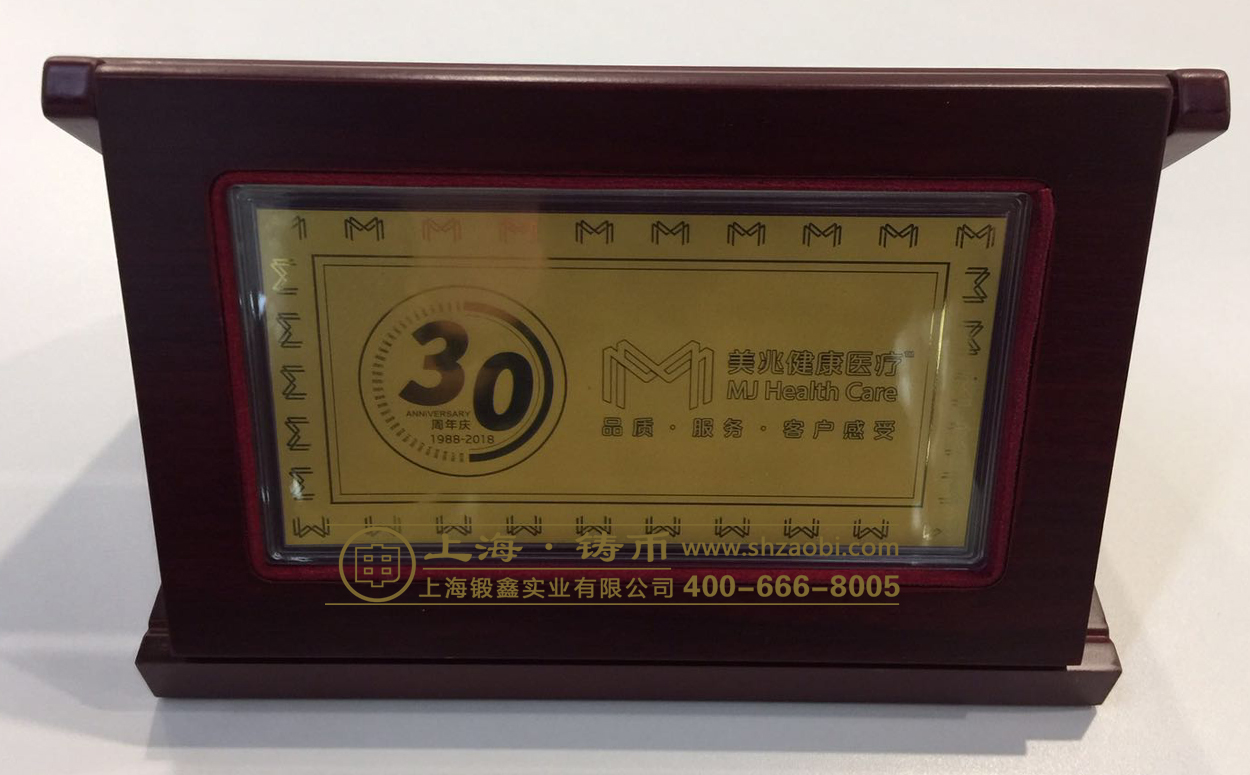 30
ANNIVERSARY
周年庆
1988-2018
美兆健康医疗™
MJ Health Care
品质·服务·客户感受
上海·铸币 www.shzaobi.com
上海锻鑫实业有限公司 400-666-8005